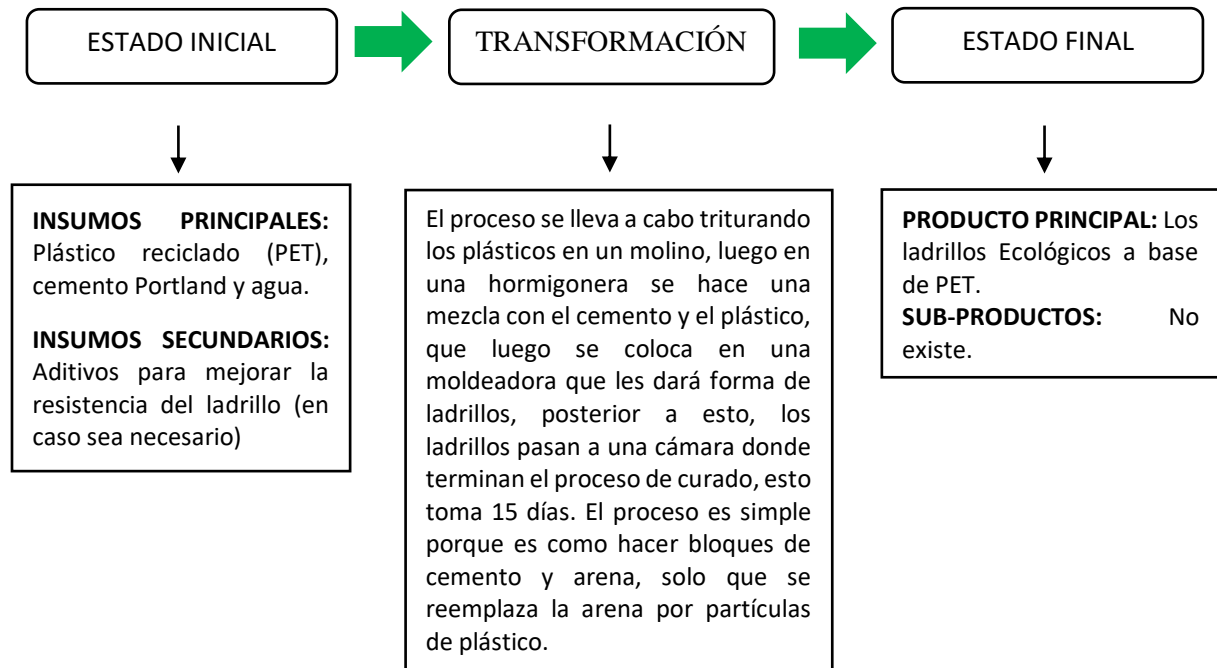 ESTADO INICIAL
TRANSFORMACIÓN
ESTADO FINAL
INSUMOS PRINCIPALES:
Plástico reciclado (PET),
cemento Portland y agua.
INSUMOS SECUNDARIOS:
Aditivos para mejorar la
resistencia del ladrillo (en
caso sea necesario)
El proceso se lleva a cabo triturando
los plásticos en un molino, luego en
una hormigonera se hace una
mezcla con el cemento y el plástico,
que luego se coloca en una
moldeadora que les dará forma de
ladrillos, posterior a esto, los
ladrillos pasan a una cámara donde
terminan el proceso de curado, esto
toma 15 días. El proceso es simple
porque es como hacer bloques de
cemento y arena, solo que se
reemplaza la arena por partículas
de plástico.
PRODUCTO PRINCIPAL: Los
ladrillos Ecológicos a base
de PET.
SUB-PRODUCTOS: No
existe.